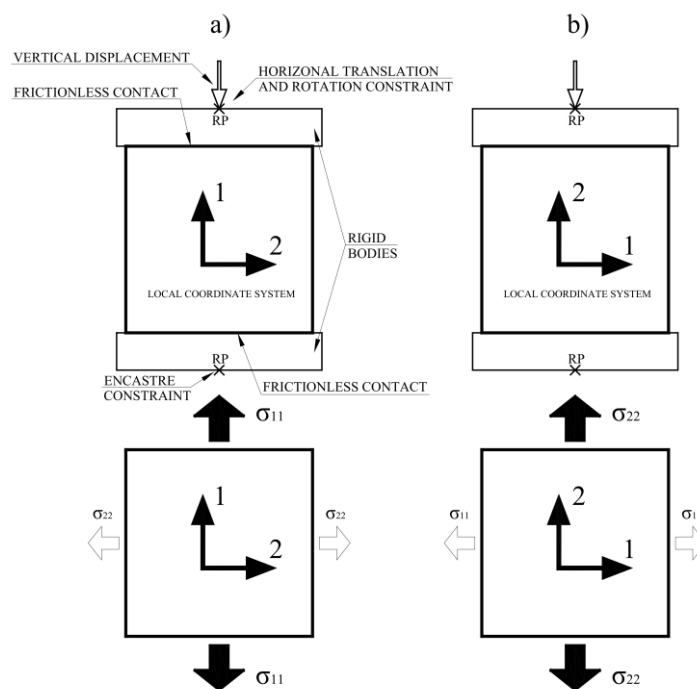 a)
VERTICAL DISPLACEMENT
HORIZONAL TRANSLATION
AND ROTATION CONSTRAINT
FRICTIONLESS CONTACT
RP
1
2
LOCAL COORDINATE SYSTEM
RIGID
BODIES
RP
ENCASTRE
CONSTRAINT
FRICTIONLESS CONTACT
σ11
σ22
1
2
σ22
σ11
b)
RP
2
1
LOCAL COORDINATE SYSTEM
RP
σ22
σ11
2
1
σ22